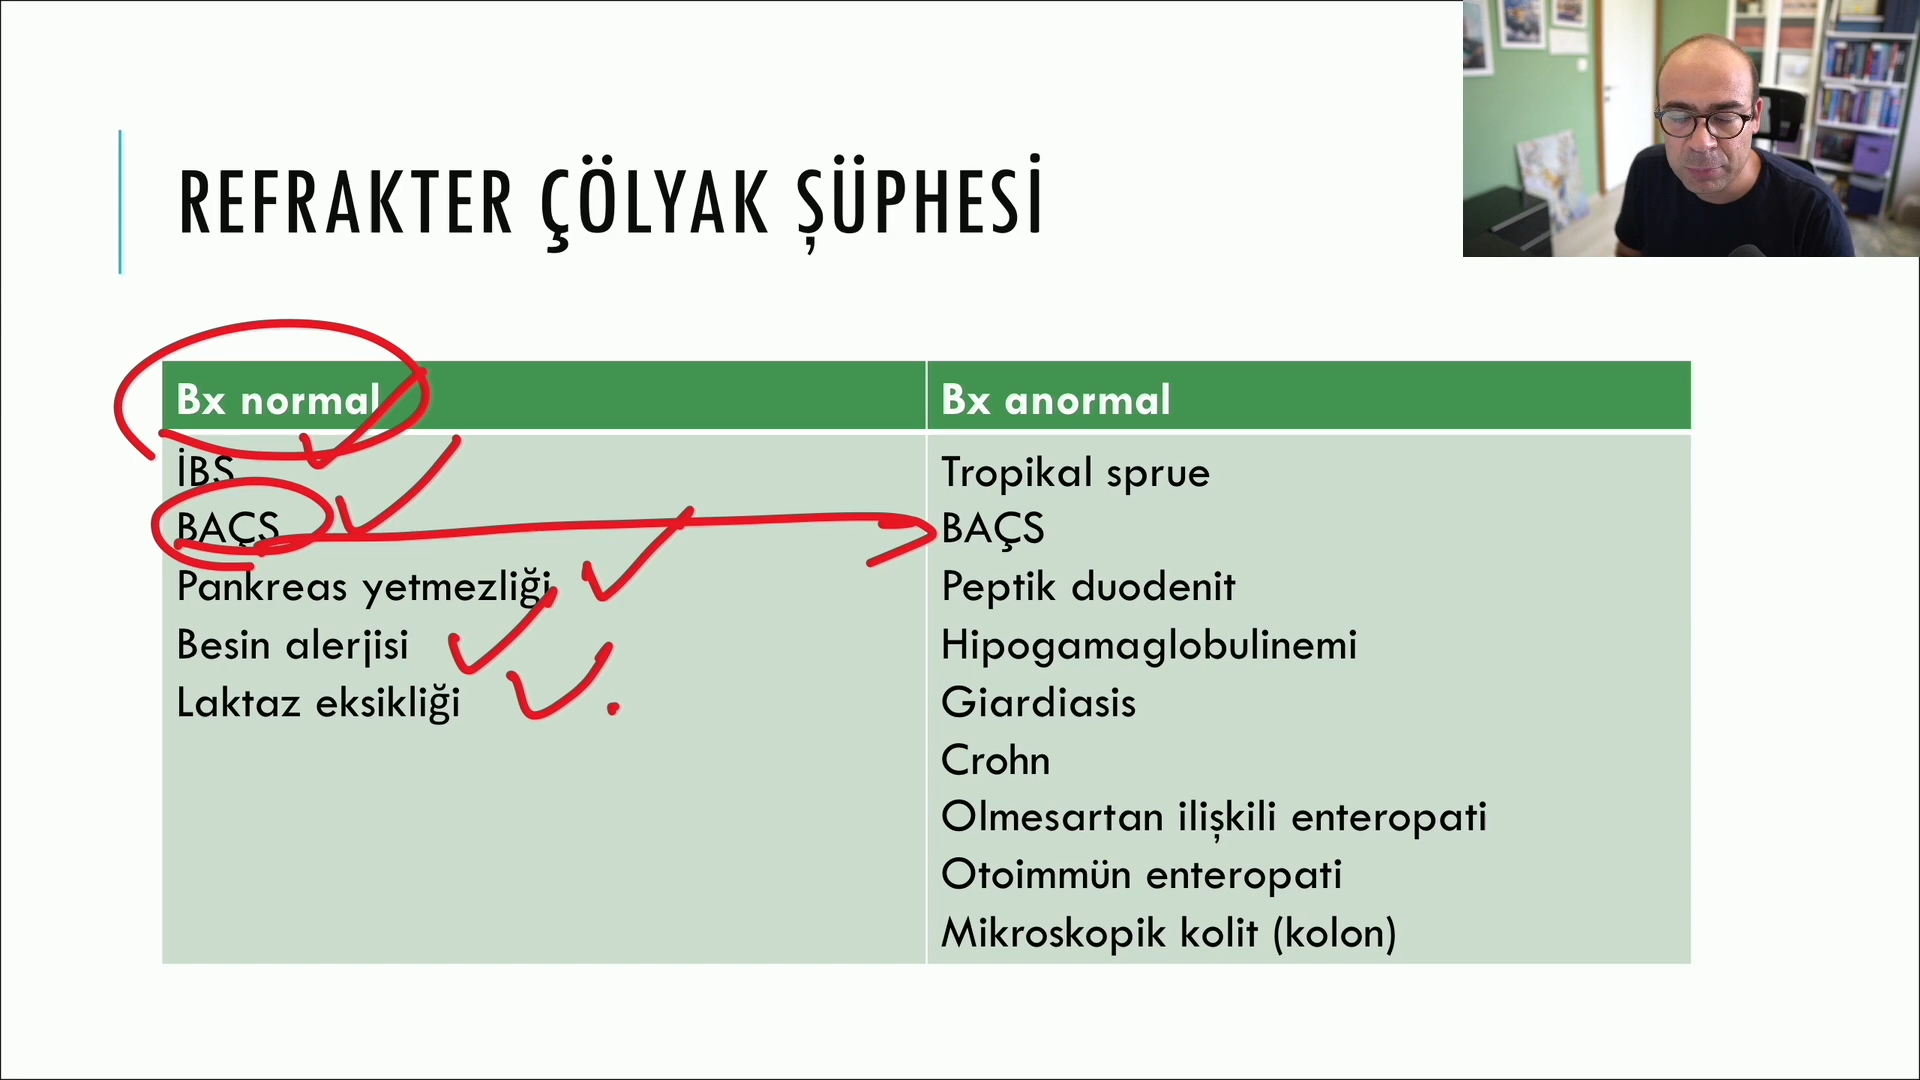 REFRAKTER ÇÖLYAK ŞÜPHESİ
Bx normal
İBS
BAÇS
Pankreas yetmezliği
Besin alerjisi
Laktaz eksikliği
Bx anormal
Tropikal sprue
BAÇS
Peptik duodenit
Hipogamaglobulinemi
Giardiasis
Crohn
Olmesartan ilişkili enteropati
Otoimmün enteropati
Mikroskopik kolit (kolon)